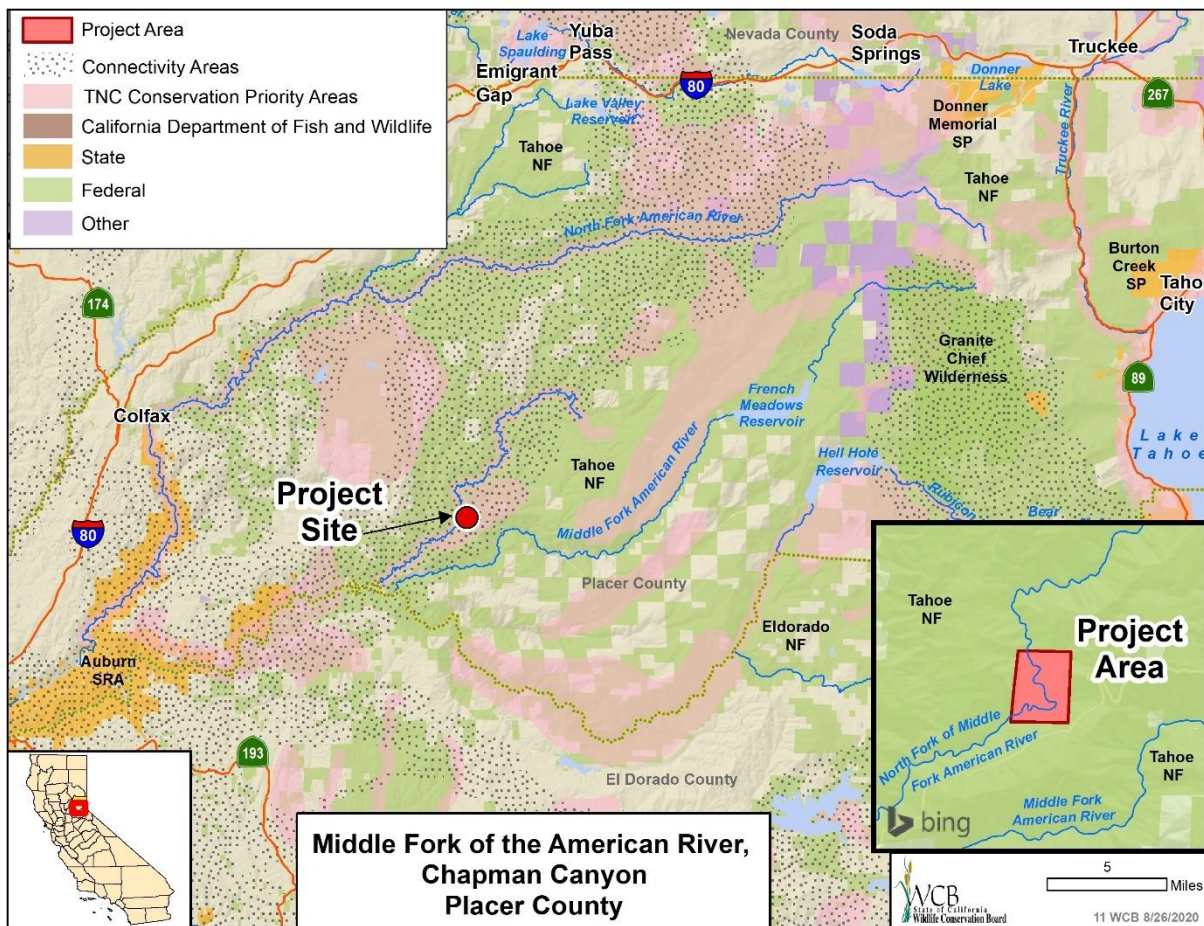 Project Area
Connectivity Areas
TNC Conservation Priority Areas
California Department of Fish and Wildlife
State
Federal
Other
Lake
Spaulding
Yuba
Pass
Nevada County
Soda
Springs
Truckee
Emigrant
Gap
80
Donner
Lake
267
Lake Valley
Reservoir
Donner
Memorial
SP
Truckee River
Tahoe
NF
Tahoe
NF
North Fork American River
Burton
Creek
SP
Taho
City
174
Granite
Chief
Wilderness
89
French
Meadows
Reservoir
Colfax
Lake
Tahoe
Hell Hole
Reservoir
Tahoe
NF
Project
Site
Middle Fork American River
Rubicon
Bear
80
Placer County
Eldorado
NF
Auburn
SRA
193
El Dorado County
Tahoe
NF
Project
Area
North Fork of Middle
Fork American River
Tahoe
NF
Middle Fork
American River
bing
Middle Fork of the American River,
Chapman Canyon
Placer County
WCB
State of California
Wildlife Conservation Board
5
Miles
11 WCB 8/26/2020